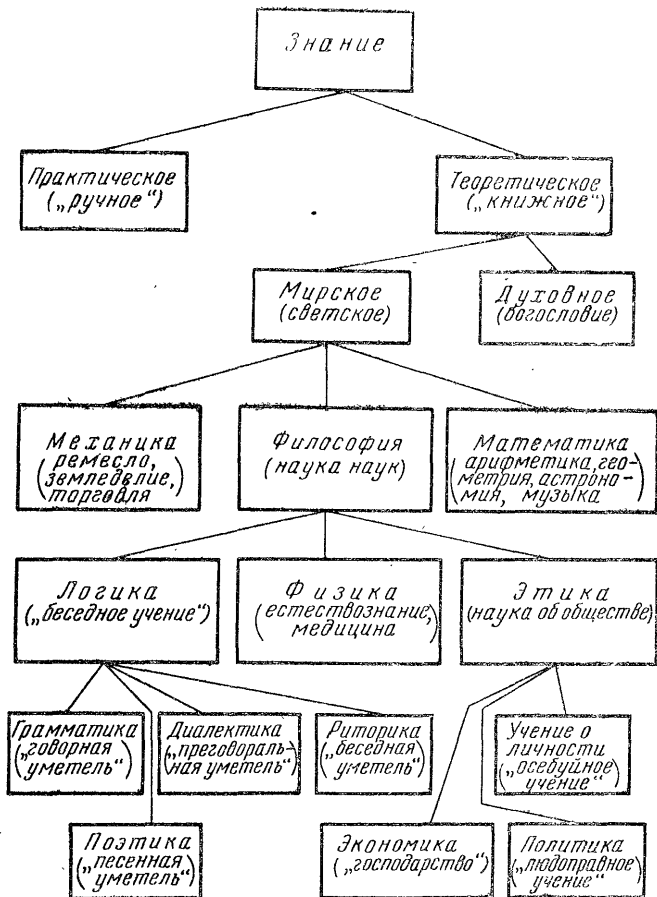 Знание
Практическое
(„ручное“)
Теоретическое
(„книжное“)
Мирское
(светское)
Духовное
(богословие)
Механика
(ремесло,
земледелие,
торговля)
Философия
(наука наук)
Математика
(арифметика, гео-
метрия, астроно-
мия, музыка)
Логика
(„беседное учение“)
Физика
(естествознание,
медицина)
Этика
(наука об обществе)
Грамматика
(„говорная
уметель“)
Диалектика
(„преговораль-
ная уметель“)
Риторика
(„беседная
уметель“)
Учение о
личности
(„осебуйное
учение“)
Поэтика
(„песенная
уметель“)
Экономика
(„господарство“)
Политика
(„людоправное
учение“)